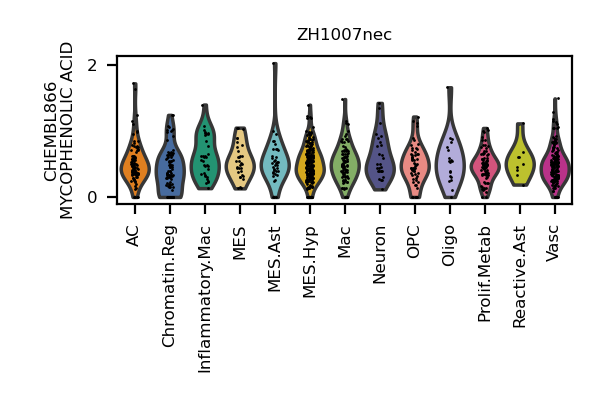 ZH1007nec
CHEMBL866
MYCOPHENOLIC ACID
2
0
AC
Chromatin.Reg
Inflammatory.Mac
MES
MES.Ast
MES.Hyp
Mac
Neuron
OPC
Oligo
Prolif.Metab
Reactive.Ast
Vasc